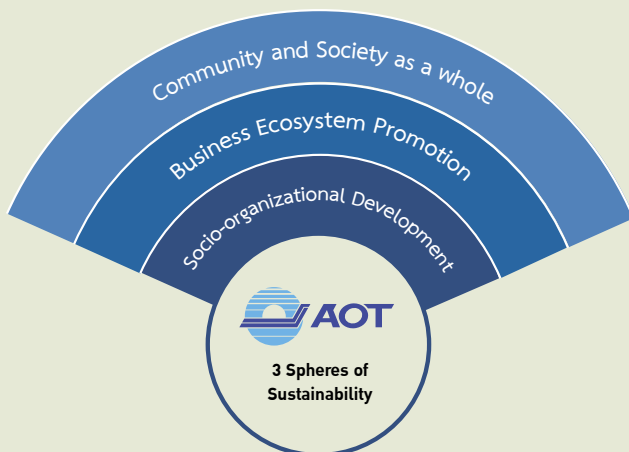 Community and Society as a whole
Business Ecosystem Promotion
Socio-organizational Development
AOT
3 Spheres of
Sustainability